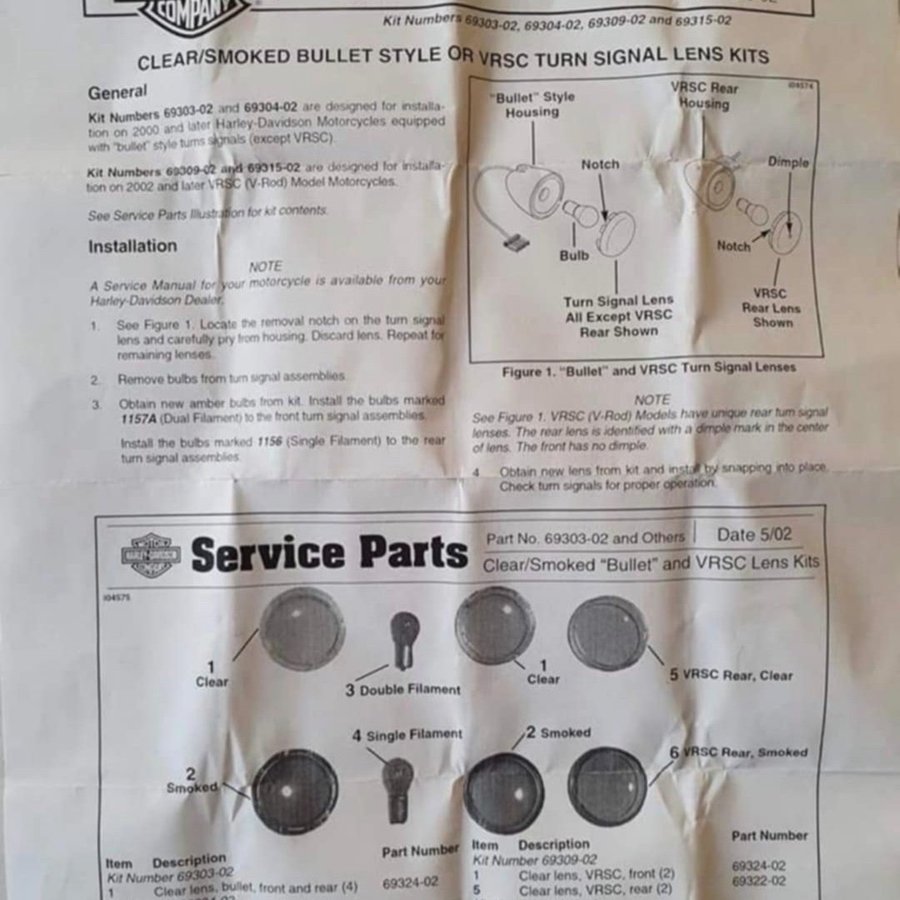 COMPANY
Kit Numbers 69303-02, 69304-02, 69309-02 and 69315-02
CLEAR/SMOKED BULLET STYLE OR VRSC TURN SIGNAL LENS KITS
General
Kit Numbers 69303-02 and 69304-02 are designed for installa-
tion on 2000 and later Harley-Davidson Motorcycles equipped
with "bullet" style turns signals (except VRSC).
Kit Numbers 69309-02 and 69315-02 are designed for installa-
tion on 2002 and later VRSC (V-Rod) Model Motorcycles.
See Service Parts Illustration for kit contents.
Installation
NOTE
A Service Manual for your motorcycle is available from your
Harley-Davidson Dealer.
1. See Figure 1. Locate the removal notch on the turn signal
lens and carefully pry from housing. Discard lens. Repeat for
remaining lenses.
2. Remove bulbs from turn signal assemblies.
3. Obtain new amber bulbs from kit. Install the bulbs marked
1157A (Dual Filament) to the front turn signal assemblies.
Install the bulbs marked 1156 (Single Filament) to the rear
turn signal assemblies.
i04574
"Bullet" Style
Housing
VRSC Rear
Housing
Notch
Dimple
Bulb
Notch
Turn Signal Lens
All Except VRSC
Rear Shown
VRSC
Rear Lens
Shown
Figure 1. "Bullet" and VRSC Turn Signal Lenses
NOTE
See Figure 1. VRSC (V-Rod) Models have unique rear turn signal
lenses. The rear lens is identified with a dimple mark in the center
of lens. The front has no dimple.
4 Obtain new lens from kit and install by snapping into place.
Check turn signals for proper operation.
MOTOR
HARLEY-DAVIDSON
COMPANY
Service Parts
Part No. 69303-02 and Others
Date 5/02
Clear/Smoked "Bullet" and VRSC Lens Kits
i04575
1
Clear
3 Double Filament
1
Clear
5 VRSC Rear, Clear
4 Single Filament
2 Smoked
6 VRSC Rear, Smoked
2
Smoked
Item Description Part Number
Kit Number 69303-02
1 Clear lens, bullet, front and rear (4) 69324-02
Item Description Part Number
Kit Number 69309-02
1 Clear lens, VRSC, front (2) 69324-02
5 Clear lens, VRSC, rear (2) 69322-02